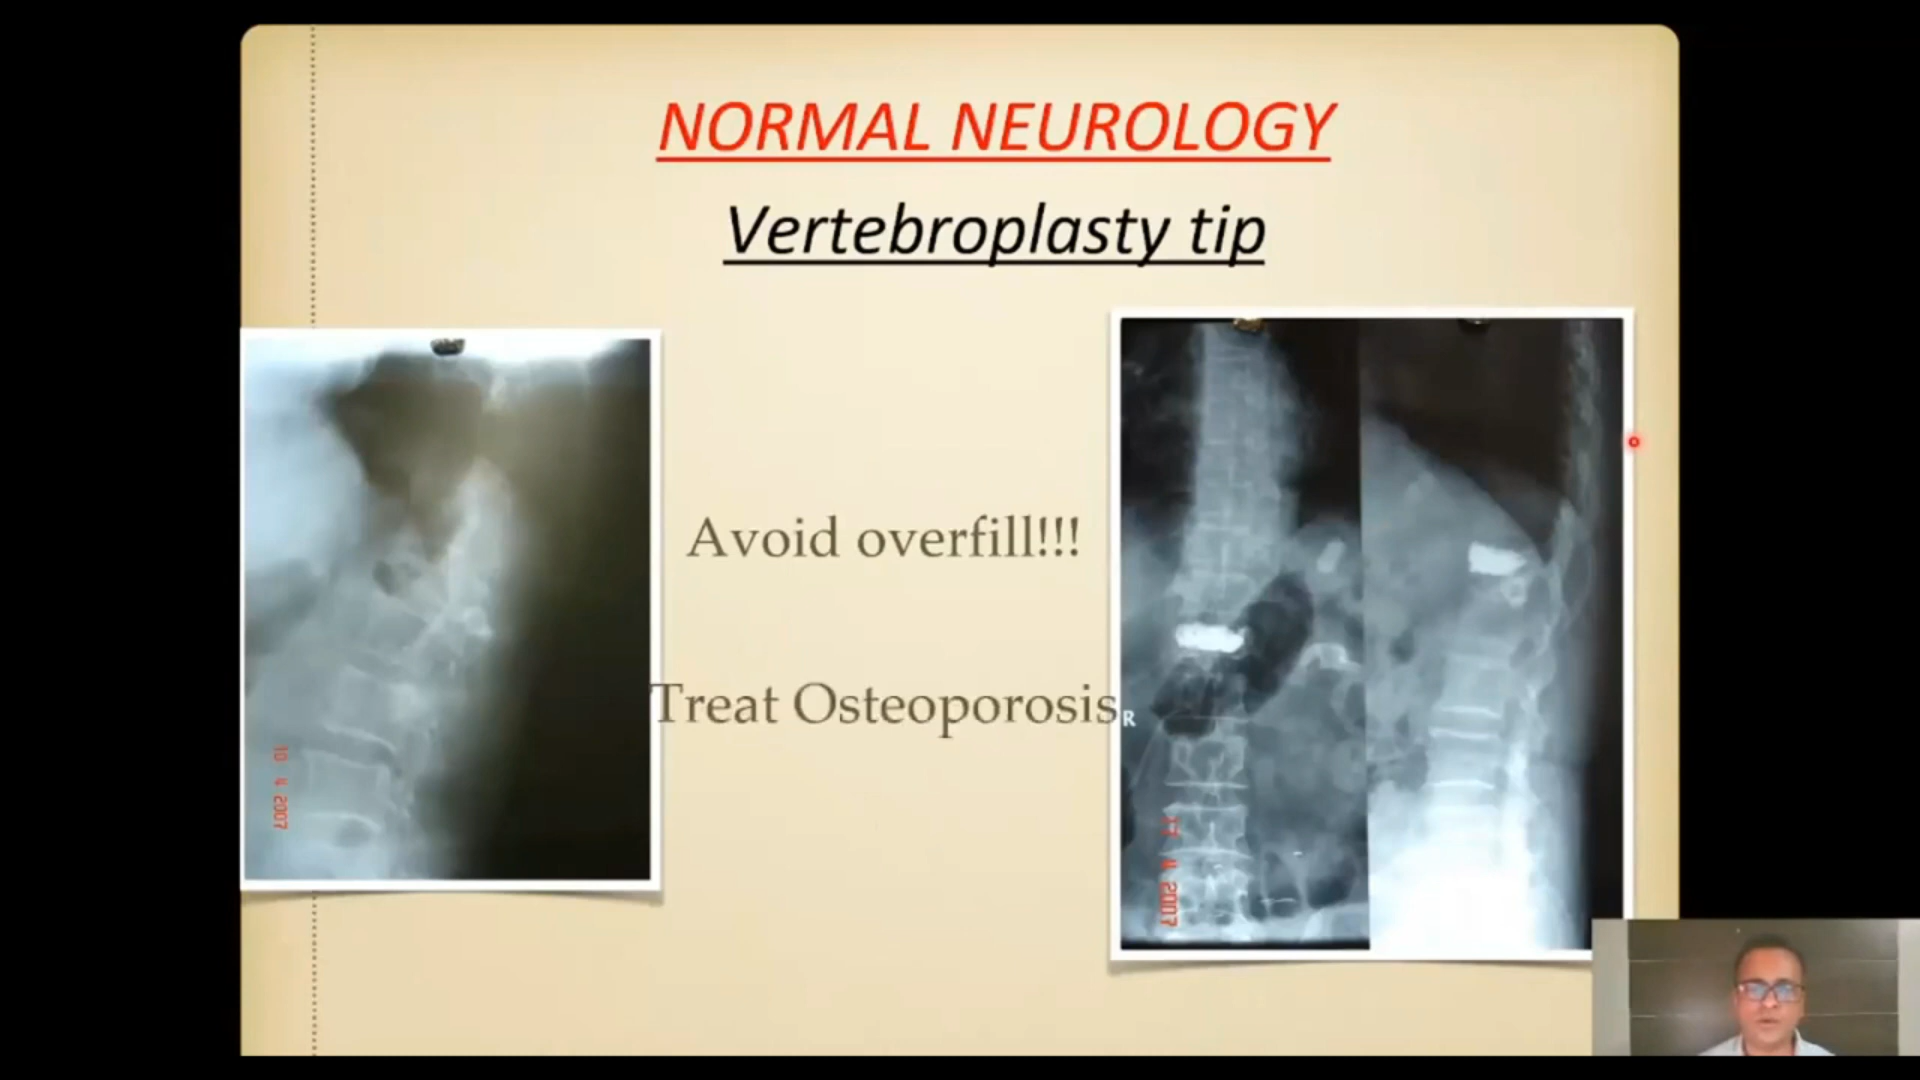 NORMAL NEUROLOGY
Vertebroplasty tip
Avoid overfill!!!
Treat Osteoporosis
R
10 4 2007
17 4 2007